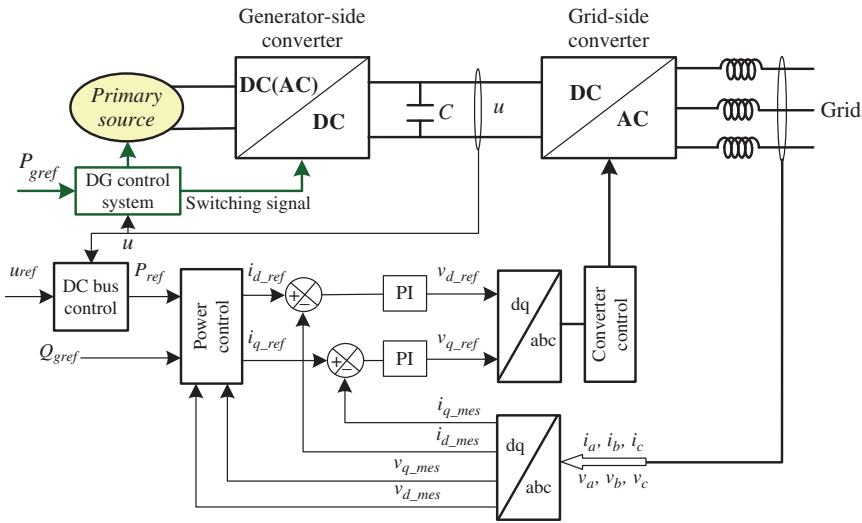 Generator-side
converter
Grid-side
converter
Primary
source
DC(AC)
DC
C
u
DC
AC
Grid
P_gref
DG control
system
Switching signal
u
u_ref
DC bus
control
P_ref
Q_gref
Power
control
i_d_ref
i_q_ref
+
−
+
−
PI
PI
v_d_ref
v_q_ref
dq
abc
Converter
control
i_q_mes
i_d_mes
v_q_mes
v_d_mes
dq
abc
i_a, i_b, i_c
v_a, v_b, v_c